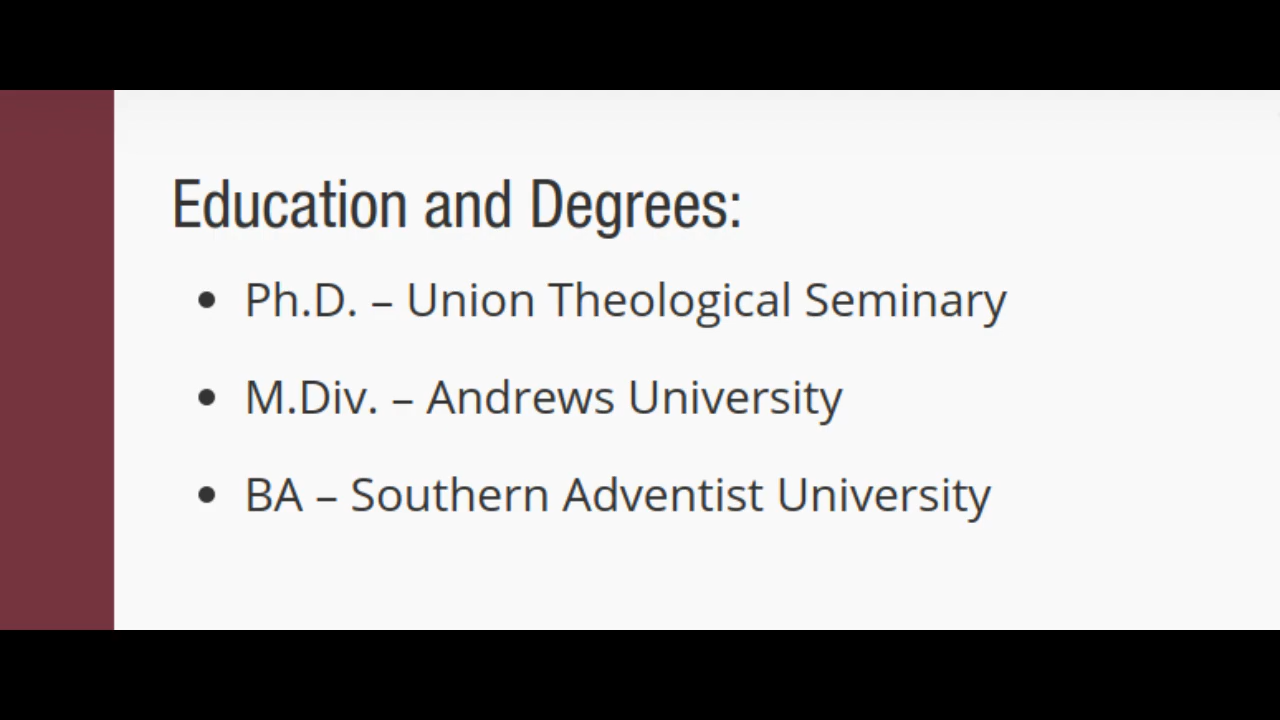 Education and Degrees:
• Ph.D. – Union Theological Seminary
• M.Div. – Andrews University
• BA – Southern Adventist University